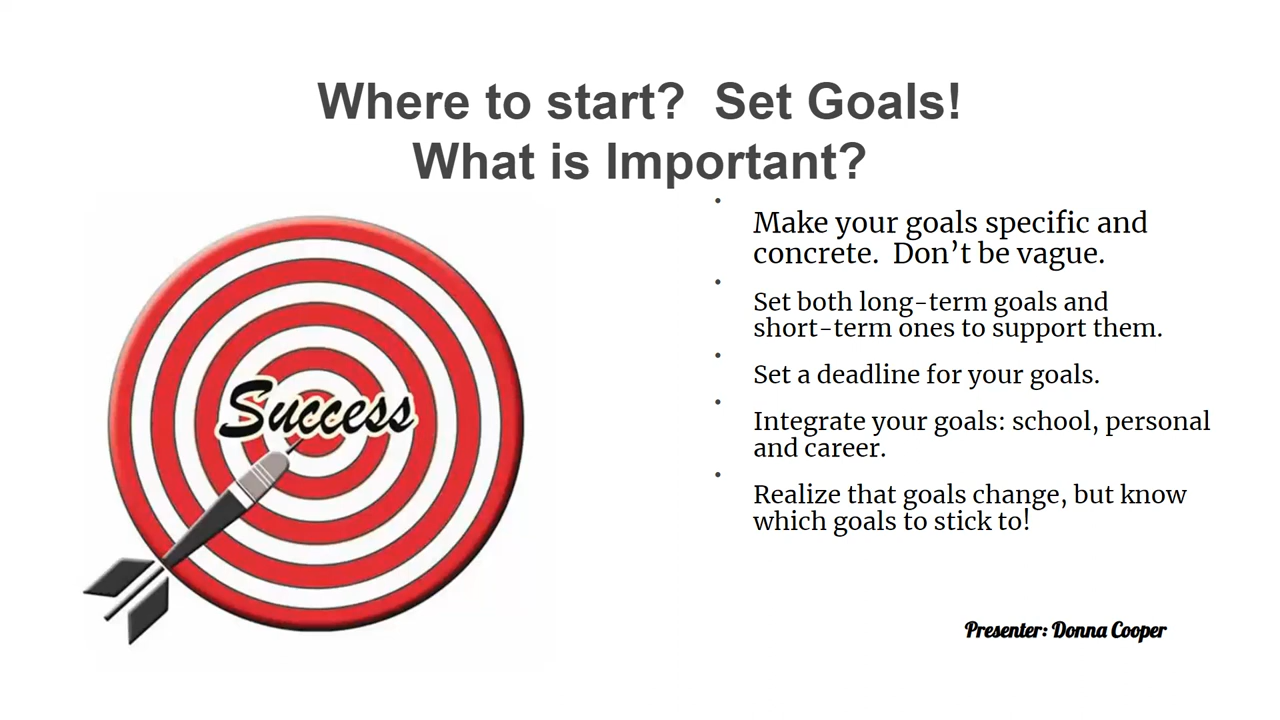 Where to start?  Set Goals!
What is Important?
Success
• Make your goals specific and
concrete.  Don’t be vague.
• Set both long-term goals and
short-term ones to support them.
• Set a deadline for your goals.
• Integrate your goals: school, personal
and career.
• Realize that goals change, but know
which goals to stick to!
Presenter: Donna Cooper